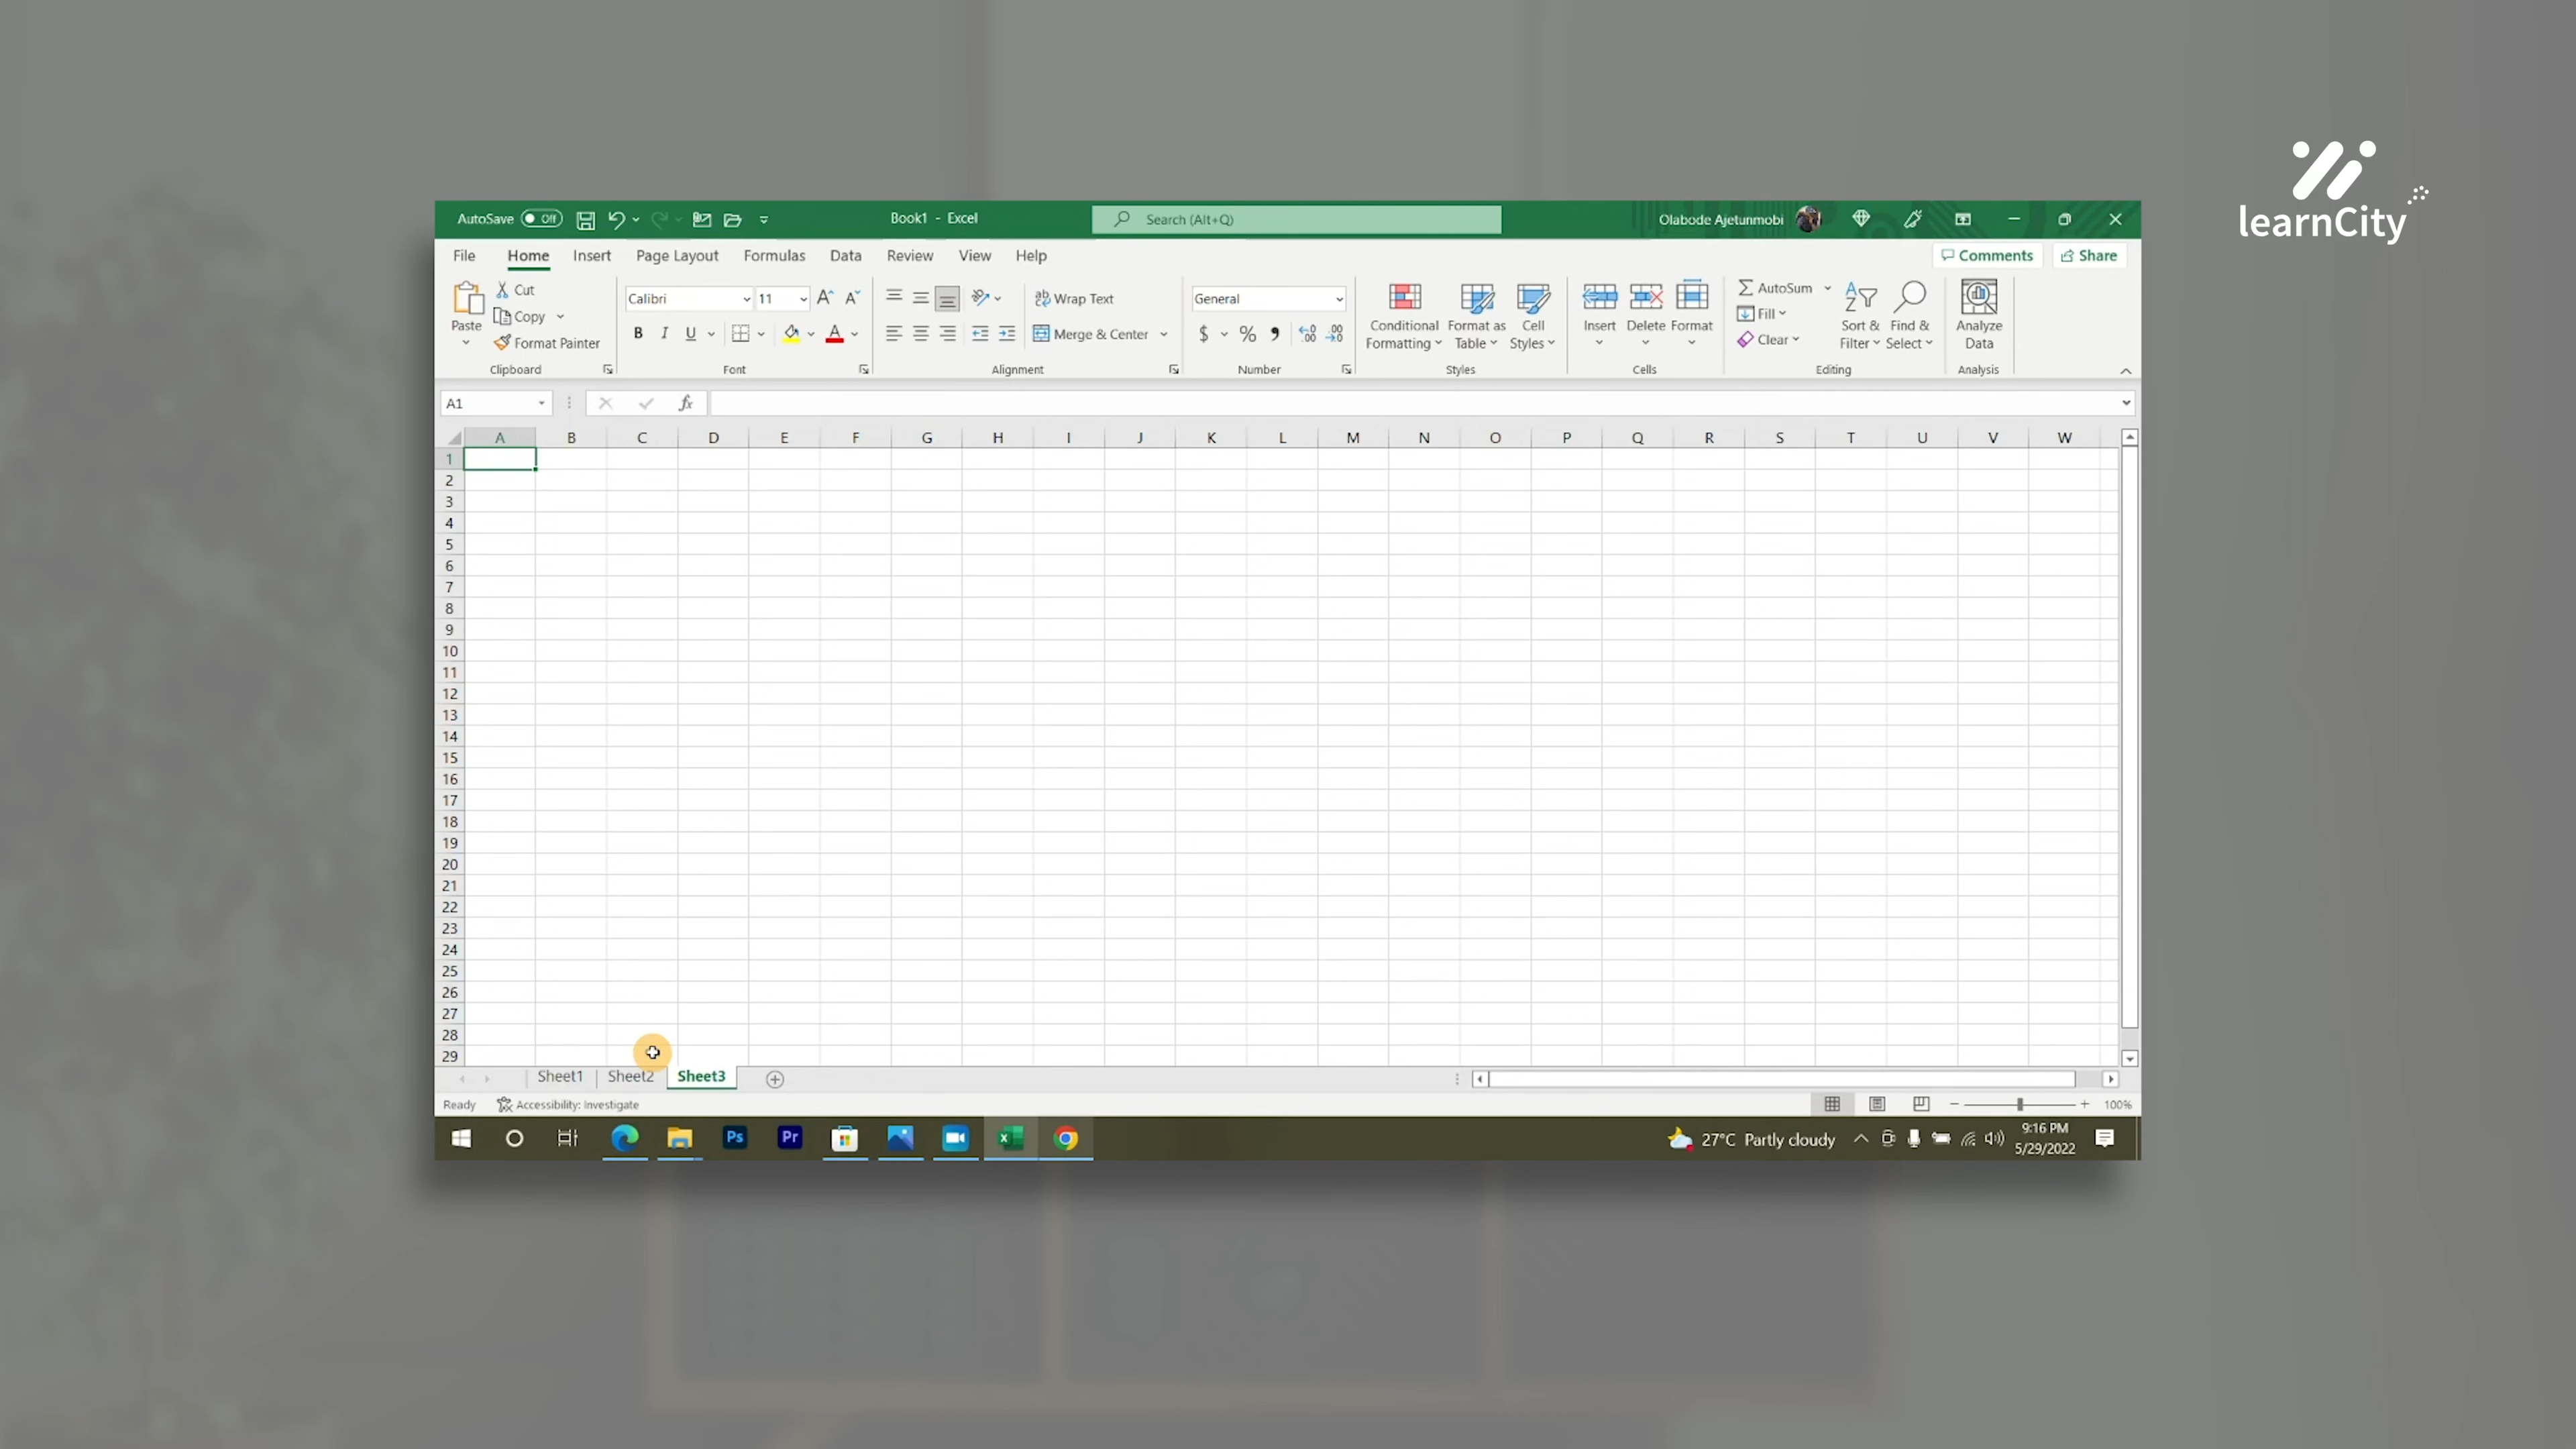 learnCity
AutoSave Off Book1 - Excel Search (Alt+Q) Olabode Ajetunmobi
File Home Insert Page Layout Formulas Data Review View Help Comments Share
Paste Cut Copy Format Painter Clipboard
Calibri 11 B I U A Font
Wrap Text Merge & Center Alignment
General $ % Number
Conditional Formatting Format as Table Cell Styles Styles
Insert Delete Format Cells
AutoSum Fill Clear Sort & Filter Find & Select Editing
Analyze Data Analysis
A1 fx
A B C D E F G H I J K L M N O P Q R S T U V W
1
2
3
4
5
6
7
8
9
10
11
12
13
14
15
16
17
18
19
20
21
22
23
24
25
26
27
28
29
Sheet1 Sheet2 Sheet3
Ready Accessibility: Investigate 100%
Ps Pr 27°C Partly cloudy 9:16 PM
5/29/2022